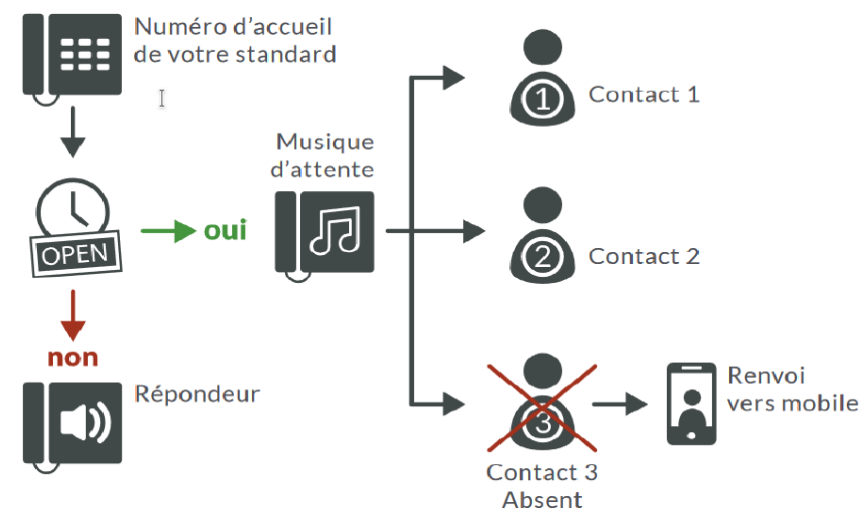 Numéro d'accueil
de votre standard
Musique
d'attente
1
Contact 1
OPEN
oui
2
Contact 2
non
Répondeur
3
Contact 3
Absent
Renvoi
vers mobile